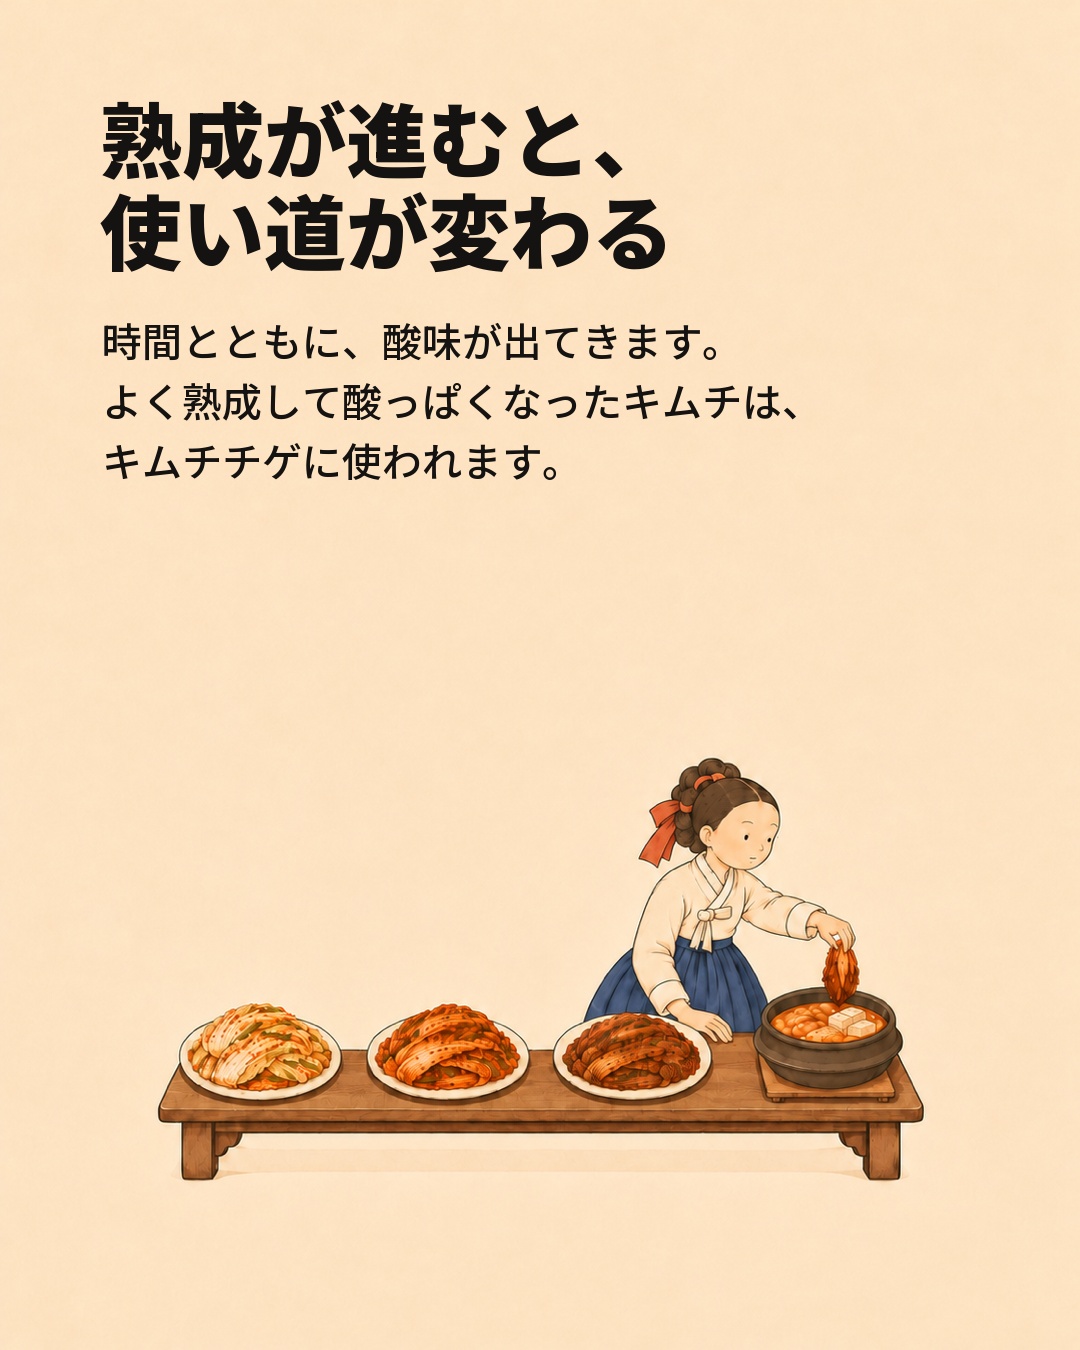 熟成が進むと、
使い道が変わる
時間とともに、酸味が出てきます。
よく熟成して酸っぱくなったキムチは、
キムチチゲに使われます。